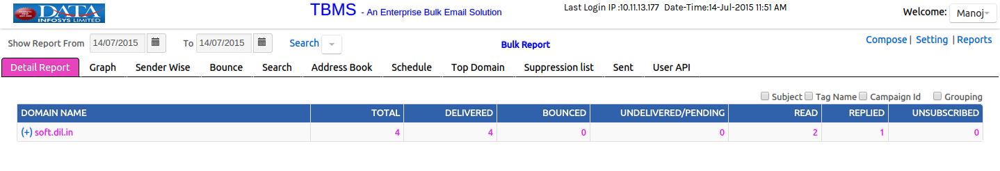 DATA
INFOSYS LIMITED
TBMS - An Enterprise Bulk Email Solution
Last Login IP :10.11.13.177 Date-Time:14-Jul-2015 11:51 AM
Welcome: Manoj
Show Report From 14/07/2015 To 14/07/2015 Search
Bulk Report
Compose | Setting | Reports
Detail Report Graph Sender Wise Bounce Search Address Book Schedule Top Domain Suppression list Sent User API
Subject Tag Name Campaign Id Grouping
DOMAIN NAME TOTAL DELIVERED BOUNCED UNDELIVERED/PENDING READ REPLIED UNSUBSCRIBED
(+) soft.dil.in 4 4 0 0 2 1 0